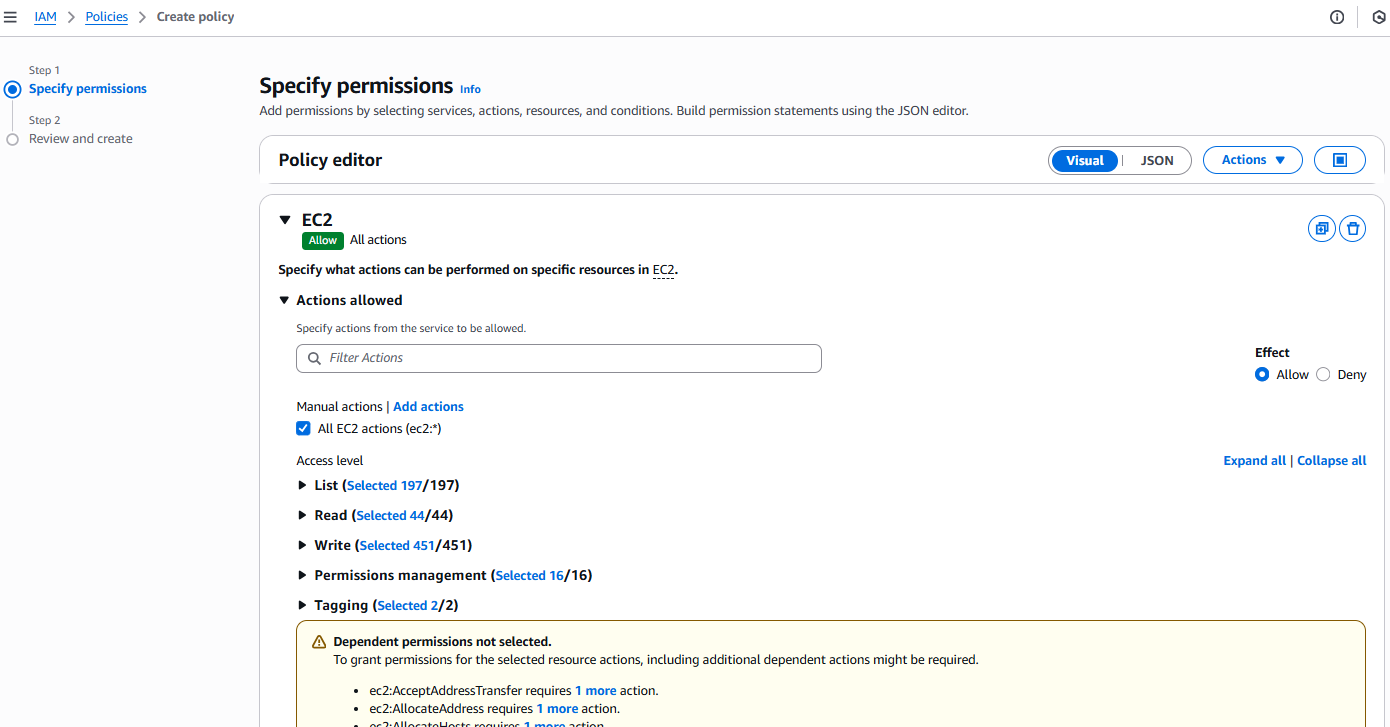 IAM > Policies > Create policy
Step 1
Specify permissions
Step 2
Review and create
Specify permissions Info
Add permissions by selecting services, actions, resources, and conditions. Build permission statements using the JSON editor.
Policy editor
Visual | JSON
Actions
EC2
Allow All actions
Specify what actions can be performed on specific resources in EC2.
Actions allowed
Specify actions from the service to be allowed.
Filter Actions
Effect
Allow Deny
Manual actions | Add actions
All EC2 actions (ec2:*)
Access level
Expand all | Collapse all
List (Selected 197/197)
Read (Selected 44/44)
Write (Selected 451/451)
Permissions management (Selected 16/16)
Tagging (Selected 2/2)
Dependent permissions not selected.
To grant permissions for the selected resource actions, including additional dependent actions might be required.
• ec2:AcceptAddressTransfer requires 1 more action.
• ec2:AllocateAddress requires 1 more action.
• ec2:AllocateHosts requires 1 more action.